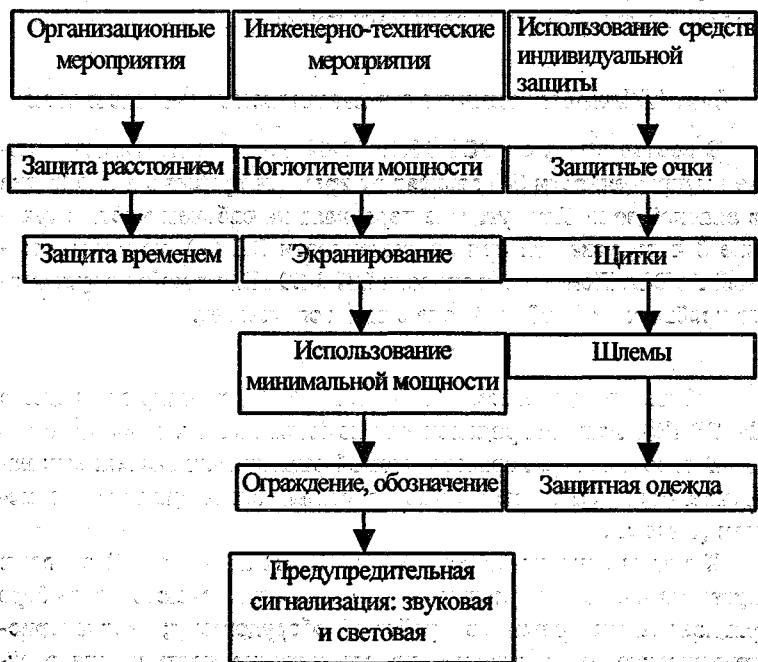 Организационные
мероприятия
Инженерно-технические
мероприятия
Использование средств
индивидуальной
защиты
Защита расстоянием
Поглотители мощности
Защитные очки
Защита временем
Экранирование
Щитки
Использование
минимальной мощности
Шлемы
Ограждение, обозначение
Защитная одежда
Предупредительная
сигнализация: звуковая
и световая